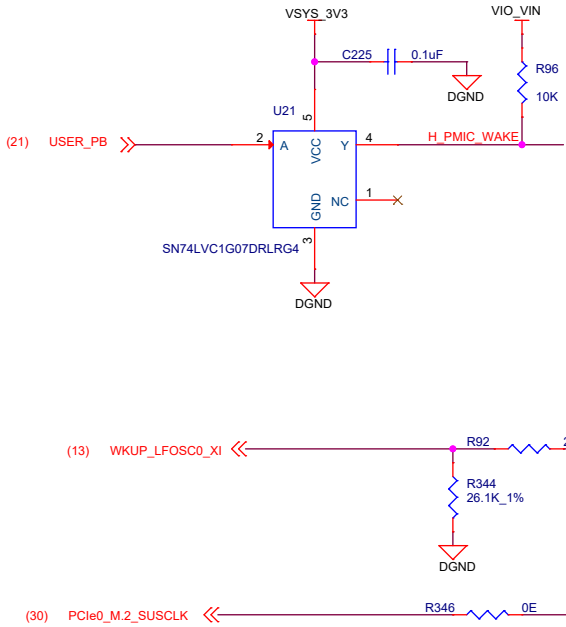 VSYS_3V3
VIO_VIN
C225
0.1uF
R96
DGND
10K
U21
5
(21)
USER_PB
2
A
VCC
Y
4
H_PMIC_WAKE
GND
NC
1
3
SN74LVC1G07DRLRG4
DGND
(13)
WKUP_LFOSC0_XI
R92
R344
26.1K_1%
DGND
(30)
PCIe0_M.2_SUSCLK
R346
0E